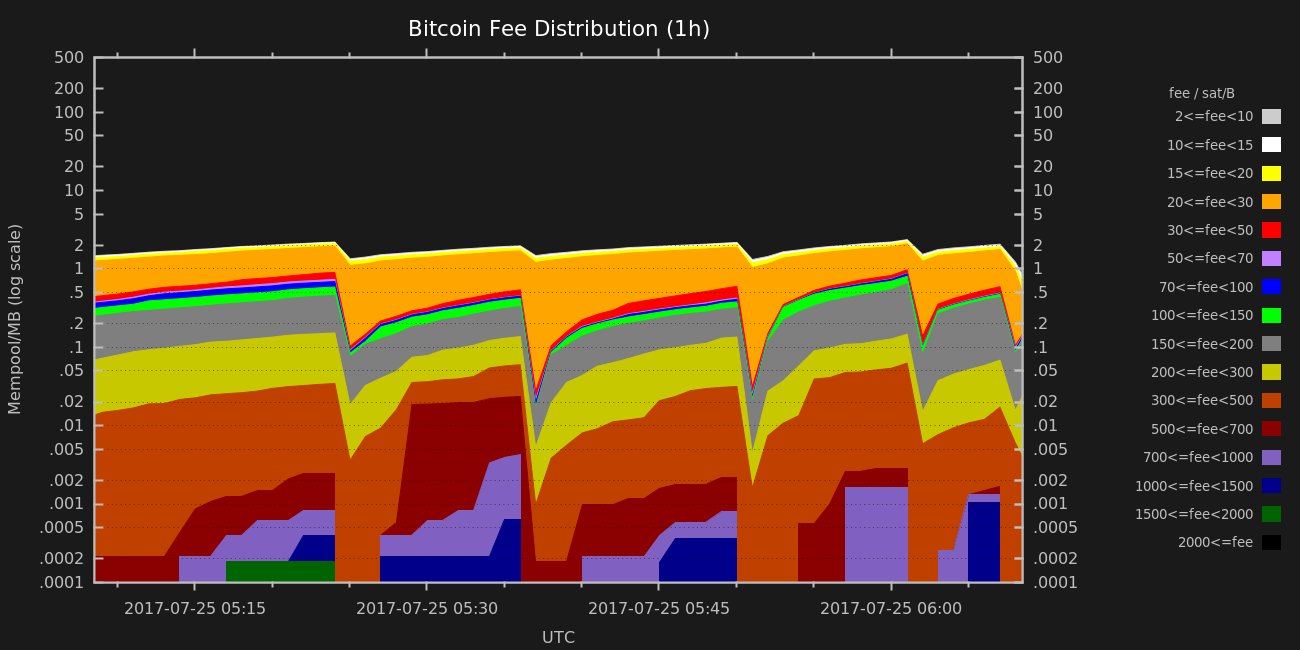 Bitcoin Fee Distribution (1h)
500
200
100
50
20
10
5
2
1
.5
.2
.1
.05
.02
.01
.005
.002
.001
.0005
.0002
.0001
Mempool/MB (log scale)
500
200
100
50
20
10
5
2
1
.5
.2
.1
.05
.02
.01
.005
.002
.001
.0005
.0002
.0001
2017-07-25 05:15
2017-07-25 05:30
2017-07-25 05:45
2017-07-25 06:00
UTC
fee / sat/B
2<=fee<10
10<=fee<15
15<=fee<20
20<=fee<30
30<=fee<50
50<=fee<70
70<=fee<100
100<=fee<150
150<=fee<200
200<=fee<300
300<=fee<500
500<=fee<700
700<=fee<1000
1000<=fee<1500
1500<=fee<2000
2000<=fee